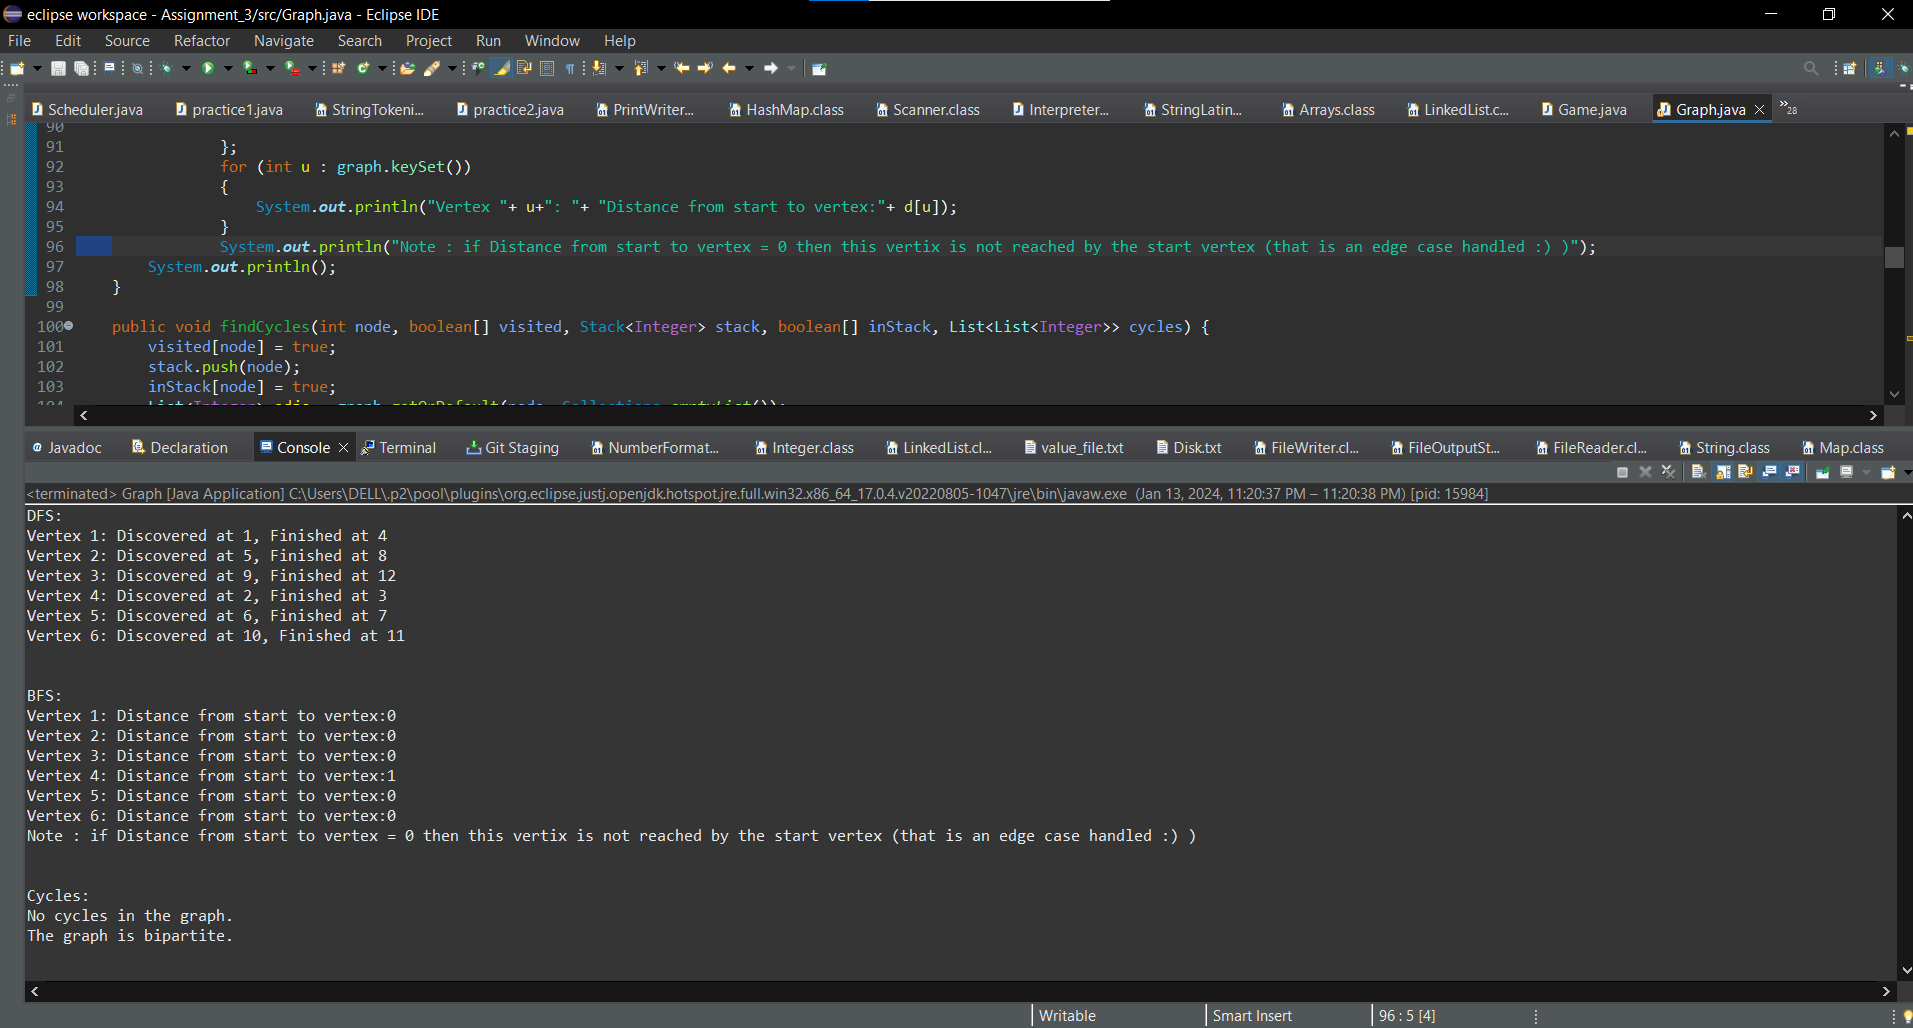 eclipse workspace - Assignment_3/src/Graph.java - Eclipse IDE
File Edit Source Refactor Navigate Search Project Run Window Help
Scheduler.java practice1.java StringTokeni... practice2.java PrintWriter... HashMap.class Scanner.class Interpreter... StringLatin... Arrays.class LinkedList.c... Game.java Graph.java »28
90
91 };
92 for (int u : graph.keySet())
93 {
94 System.out.println("Vertex "+ u+": "+ "Distance from start to vertex:"+ d[u]);
95 }
96 System.out.println("Note : if Distance from start to vertex = 0 then this vertix is not reached by the start vertex (that is an edge case handled :) )");
97 System.out.println();
98 }
99
100 public void findCycles(int node, boolean[] visited, Stack<Integer> stack, boolean[] inStack, List<List<Integer>> cycles) {
101 visited[node] = true;
102 stack.push(node);
103 inStack[node] = true;
Javadoc Declaration Console Terminal Git Staging NumberFormat... Integer.class LinkedList.cl... value_file.txt Disk.txt FileWriter.cl... FileOutputSt... FileReader.cl... String.class Map.class
<terminated> Graph [Java Application] C:\Users\DELL\.p2\pool\plugins\org.eclipse.justj.openjdk.hotspot.jre.full.win32.x86_64_17.0.4.v20220805-1047\jre\bin\javaw.exe (Jan 13, 2024, 11:20:37 PM – 11:20:38 PM) [pid: 15984]
DFS:
Vertex 1: Discovered at 1, Finished at 4
Vertex 2: Discovered at 5, Finished at 8
Vertex 3: Discovered at 9, Finished at 12
Vertex 4: Discovered at 2, Finished at 3
Vertex 5: Discovered at 6, Finished at 7
Vertex 6: Discovered at 10, Finished at 11
BFS:
Vertex 1: Distance from start to vertex:0
Vertex 2: Distance from start to vertex:0
Vertex 3: Distance from start to vertex:0
Vertex 4: Distance from start to vertex:1
Vertex 5: Distance from start to vertex:0
Vertex 6: Distance from start to vertex:0
Note : if Distance from start to vertex = 0 then this vertix is not reached by the start vertex (that is an edge case handled :) )
Cycles:
No cycles in the graph.
The graph is bipartite.
Writable Smart Insert 96 : 5 [4]